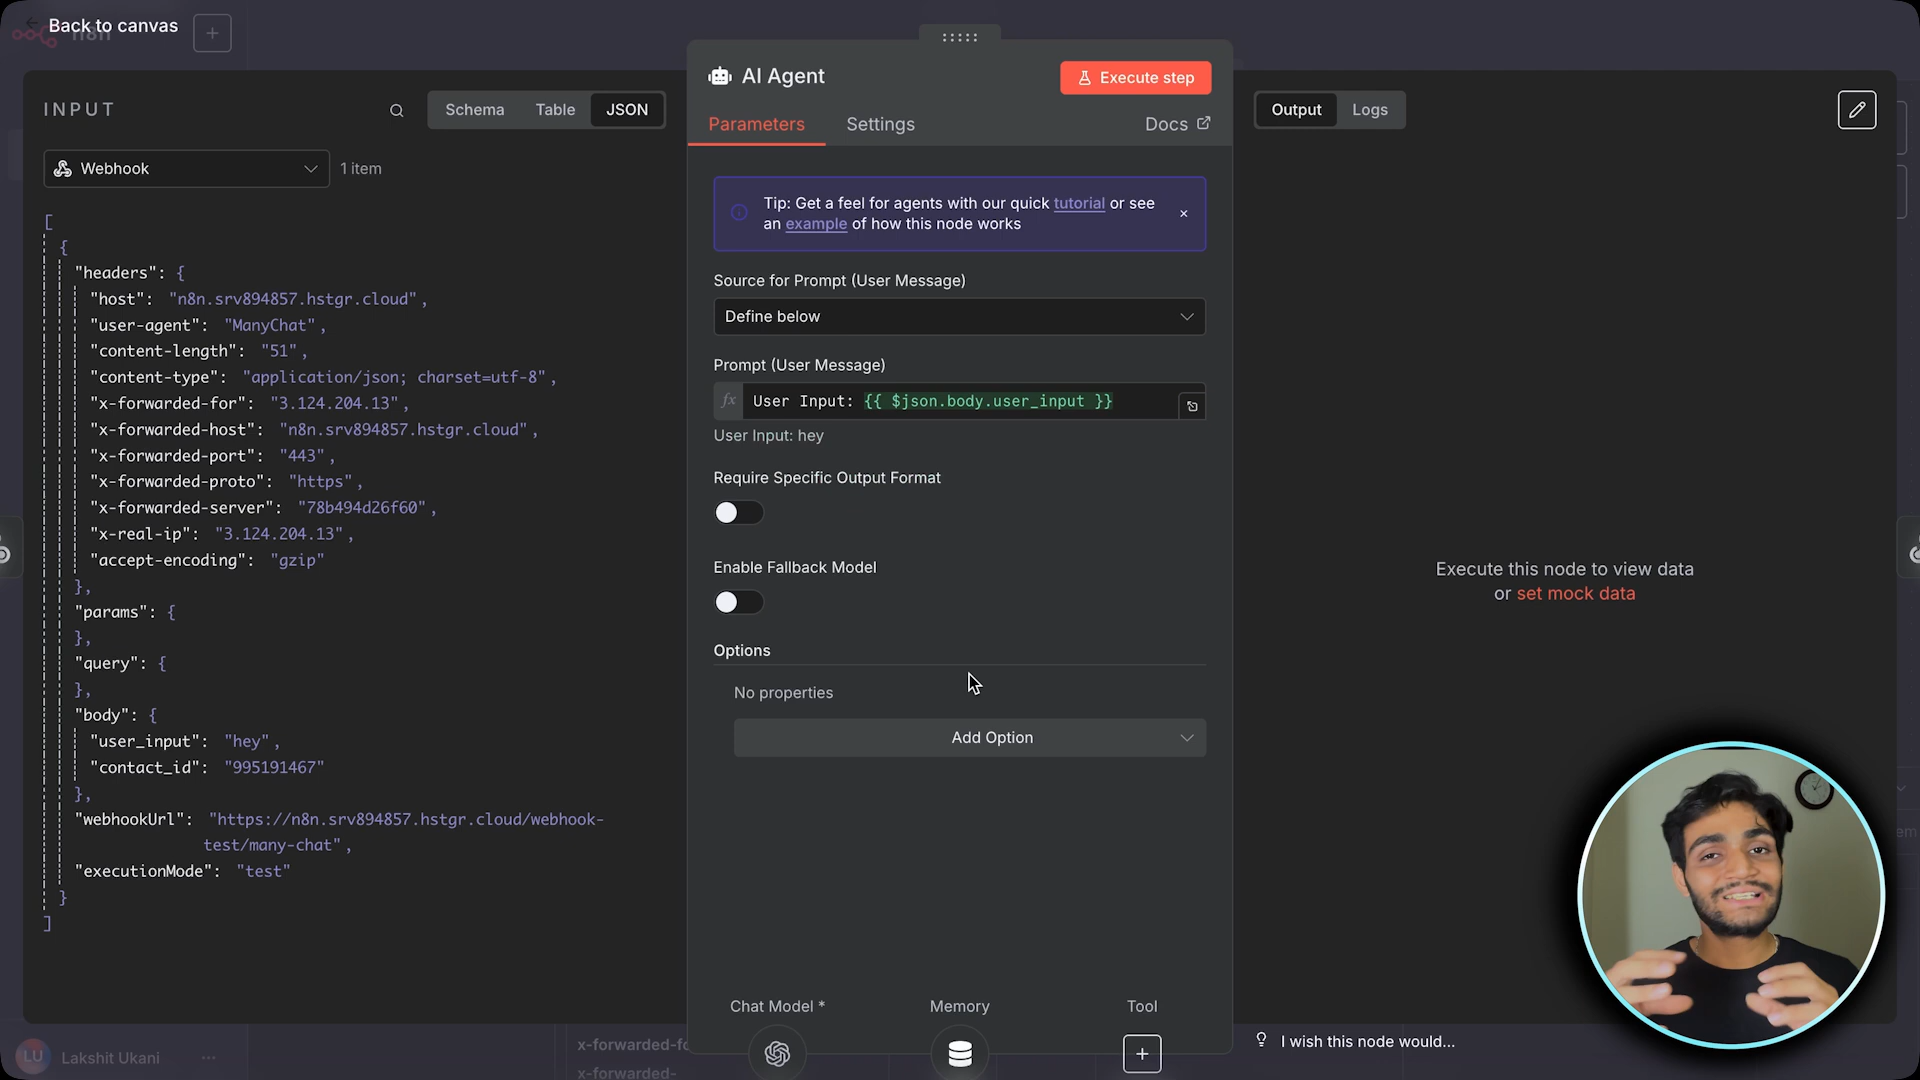 Back to canvas
n8n
INPUT
Schema
Table
JSON
Webhook
1 item
[
{
"headers": {
"host": "n8n.srv894857.hstgr.cloud",
"user-agent": "ManyChat",
"content-length": "51",
"content-type": "application/json; charset=utf-8",
"x-forwarded-for": "3.124.204.13",
"x-forwarded-host": "n8n.srv894857.hstgr.cloud",
"x-forwarded-port": "443",
"x-forwarded-proto": "https",
"x-forwarded-server": "78b494d26f60",
"x-real-ip": "3.124.204.13",
"accept-encoding": "gzip"
},
"params": {
},
"query": {
},
"body": {
"user_input": "hey",
"contact_id": "995191467"
},
"webhookUrl": "https://n8n.srv894857.hstgr.cloud/webhook-
test/many-chat",
"executionMode": "test"
}
]
LU Lakshit Ukani
AI Agent
Execute step
Parameters
Settings
Docs
Tip: Get a feel for agents with our quick tutorial or see
an example of how this node works
Source for Prompt (User Message)
Define below
Prompt (User Message)
fx User Input: {{ $json.body.user_input }}
User Input: hey
Require Specific Output Format
Enable Fallback Model
Options
No properties
Add Option
Chat Model *
Memory
Tool
x-forwarded-fo
x-forwarded-
Output
Logs
Execute this node to view data
or set mock data
I wish this node would...